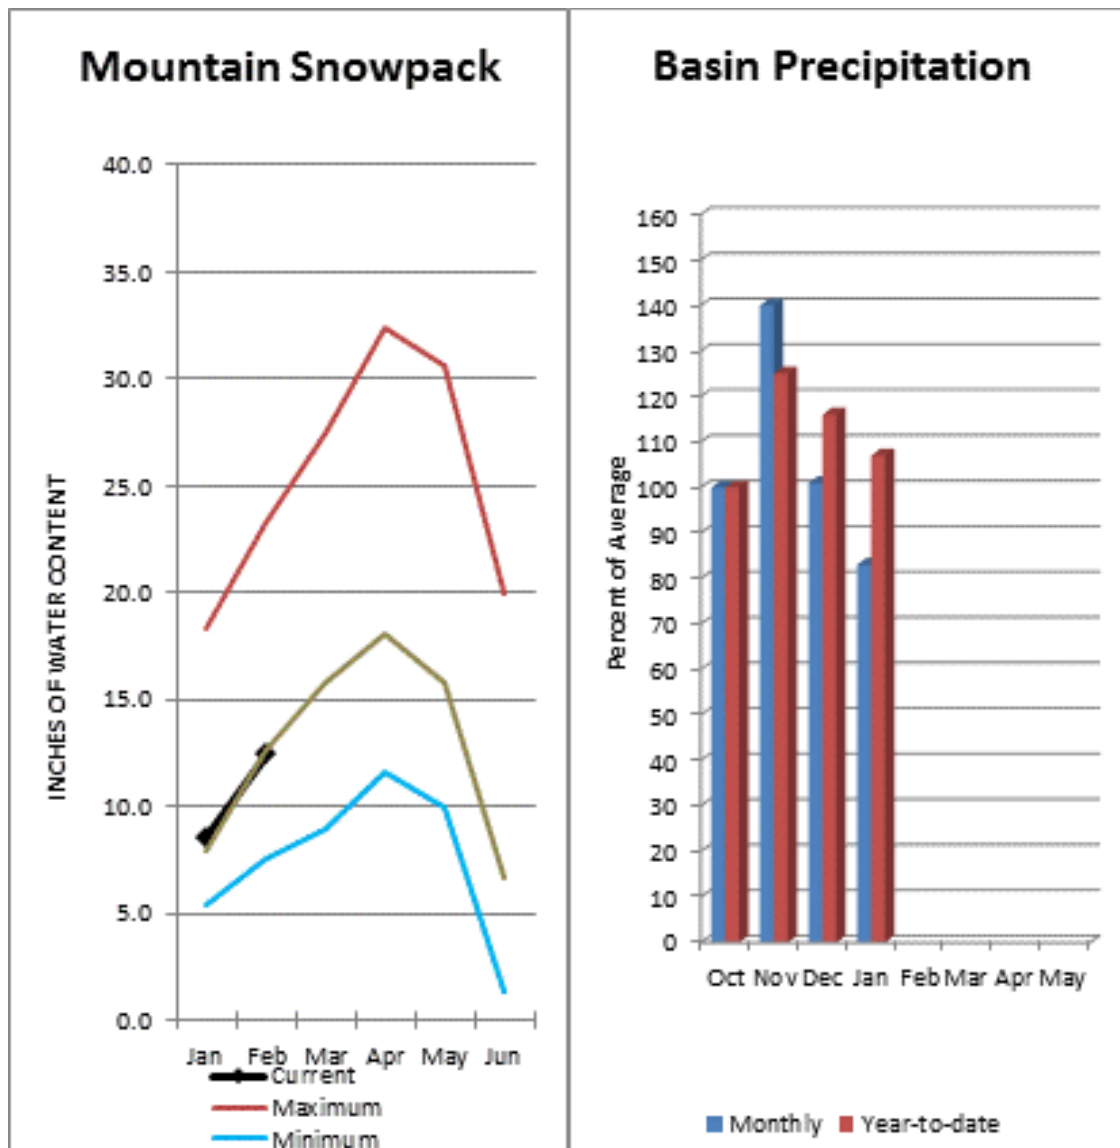 Mountain Snowpack
40.0
35.0
30.0
25.0
20.0
15.0
10.0
5.0
0.0
INCHES OF WATER CONTENT
Jan Feb Mar Apr May Jun
Current
Maximum
Minimum
Basin Precipitation
160
150
140
130
120
110
100
90
80
70
60
50
40
30
20
10
0
Percent of Average
Oct Nov Dec Jan Feb Mar Apr May
Monthly Year-to-date